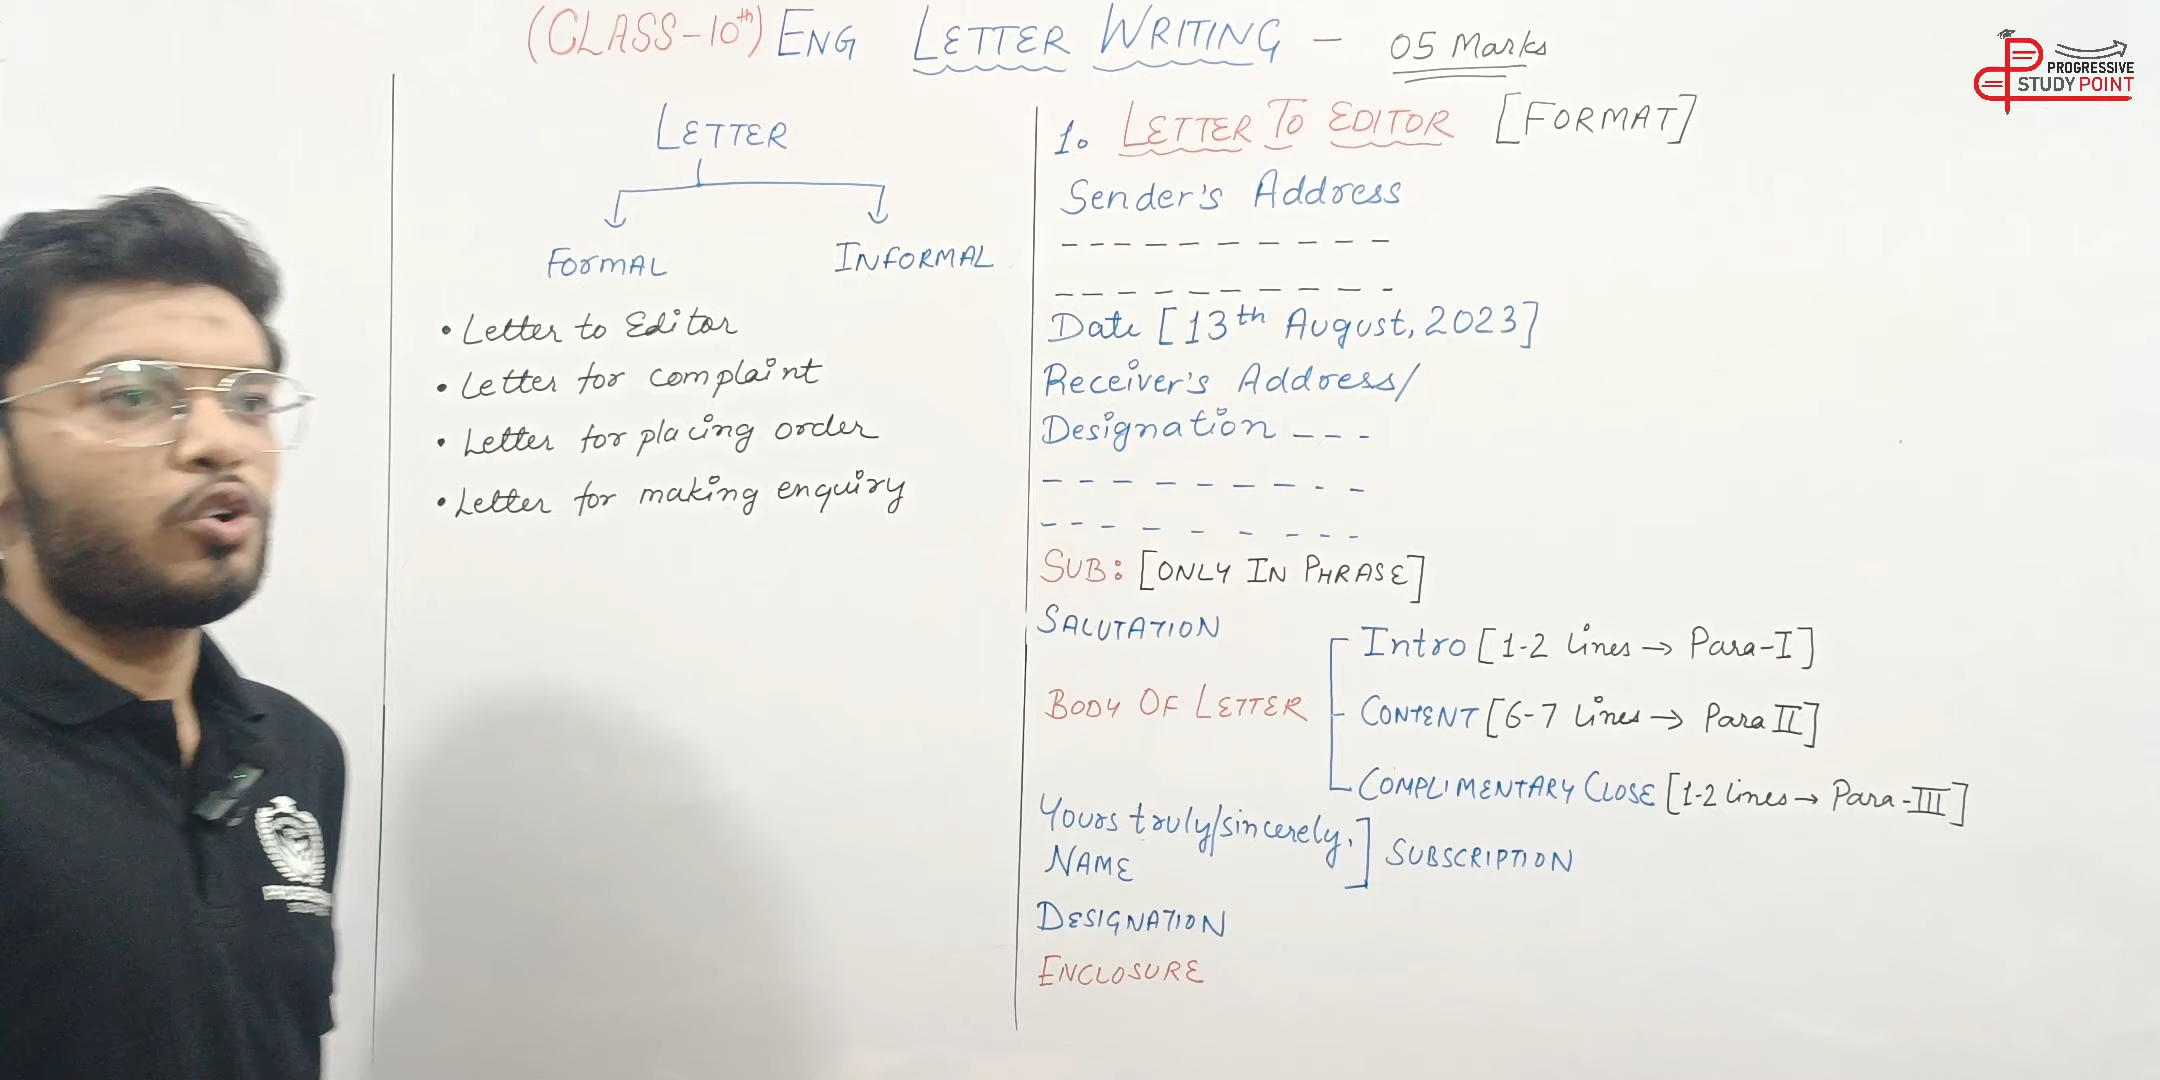 (CLASS-10th) ENG LETTER WRITING - 05 Marks
PROGRESSIVE
STUDY POINT
LETTER
FORMAL
INFORMAL
• Letter to Editor
• Letter for complaint
• Letter for placing order
• Letter for making enquiry
1. LETTER TO EDITOR [FORMAT]
Sender's Address
Date [13th August, 2023]
Receiver's Address/
Designation ---
SUB: [ONLY IN PHRASE]
SALUTATION
BODY OF LETTER
Intro [1-2 lines → Para-I]
CONTENT [6-7 lines → Para II]
COMPLIMENTARY CLOSE [1-2 lines → Para-III]
Yours truly/sincerely,
NAME
] SUBSCRIPTION
DESIGNATION
ENCLOSURE